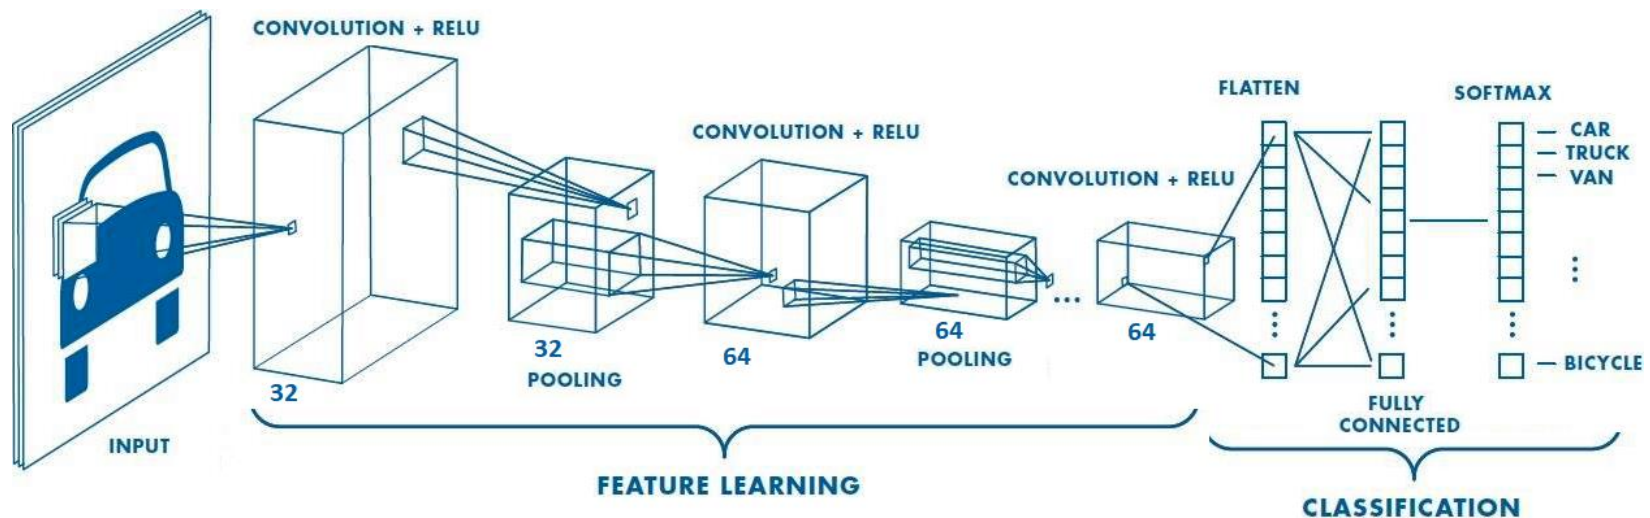 CONVOLUTION + RELU
CONVOLUTION + RELU
CONVOLUTION + RELU
FLATTEN
SOFTMAX
CAR
TRUCK
VAN
BICYCLE
32
32
POOLING
64
64
POOLING
...
64
FULLY
CONNECTED
INPUT
FEATURE LEARNING
CLASSIFICATION